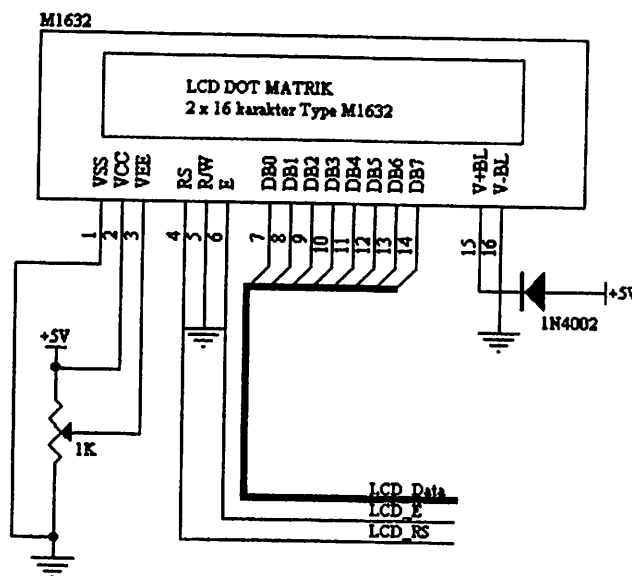 M1632
LCD DOT MATRIK
2 x 16 karakter Type M1632
VSS VCC VEE RS R/W E DB0 DB1 DB2 DB3 DB4 DB5 DB6 DB7 V+BL V-BL
1 2 3 4 5 6 7 8 9 10 11 12 13 14 15 16
+5V
1N4002
+5V
1K
LCD_Data
LCD_E
LCD_RS